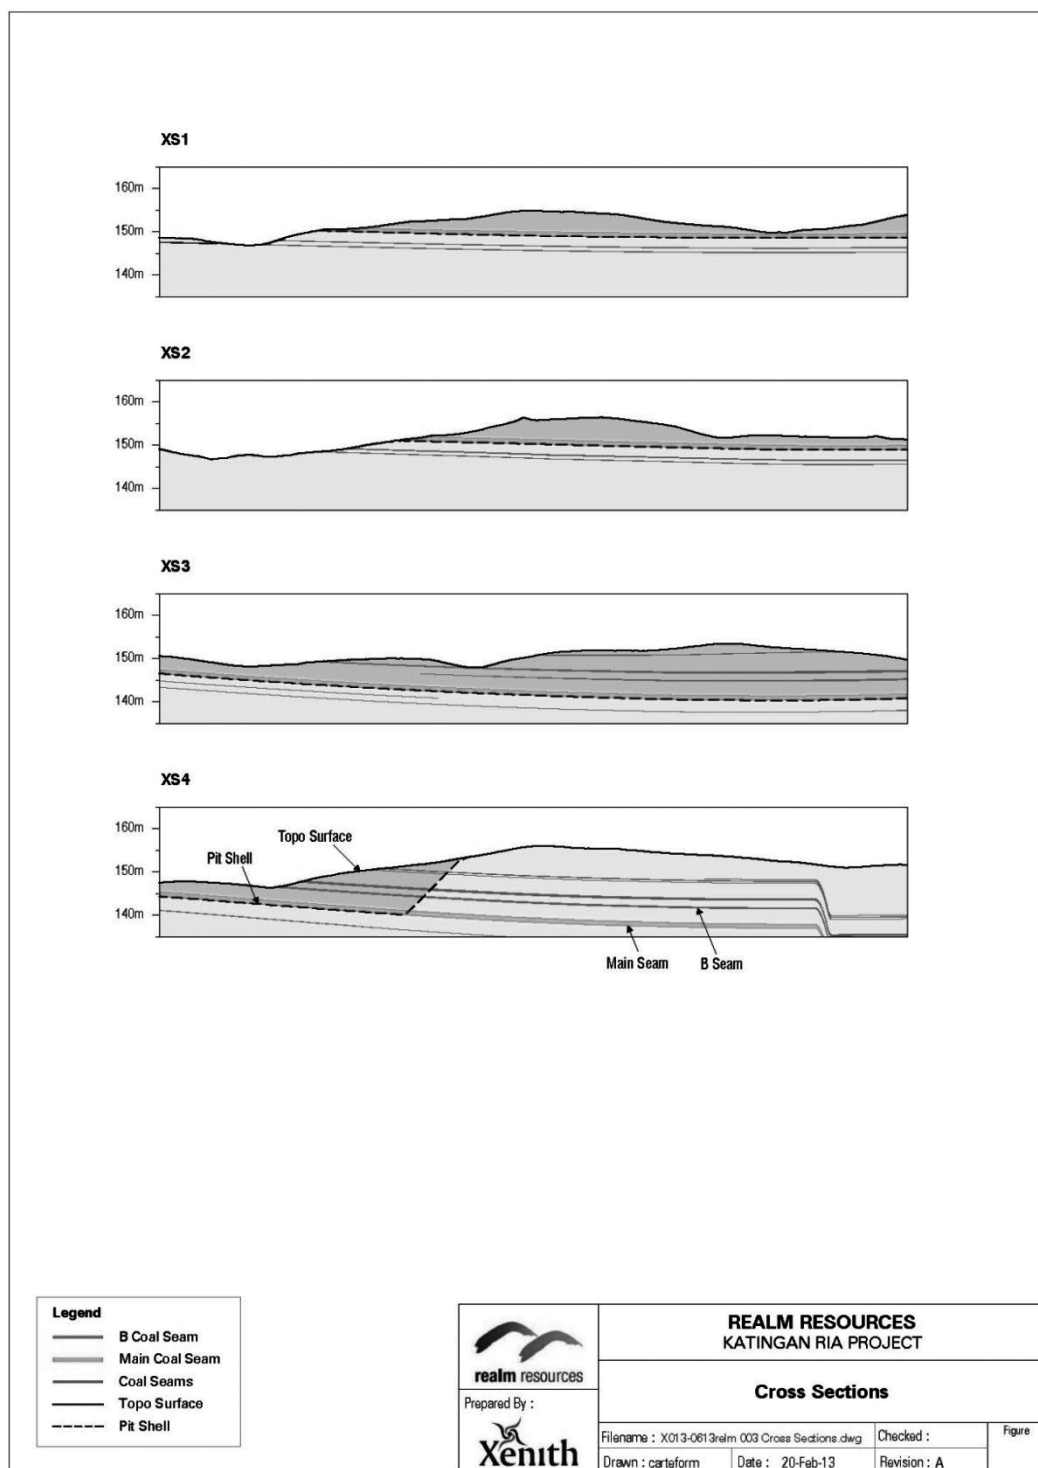 XS1
160m
150m
140m
XS2
160m
150m
140m
XS3
160m
150m
140m
XS4
160m
150m
140m
Topo Surface
Pit Shell
Main Seam
B Seam
Legend
B Coal Seam
Main Coal Seam
Coal Seams
Topo Surface
Pit Shell
realm resources
Prepared By :
Xenith
REALM RESOURCES
KATINGAN RIA PROJECT
Cross Sections
Filename : X013-0613relm 003 Cross Sections.dwg
Checked :
Figure
Drawn : carteform
Date : 20-Feb-13
Revision : A